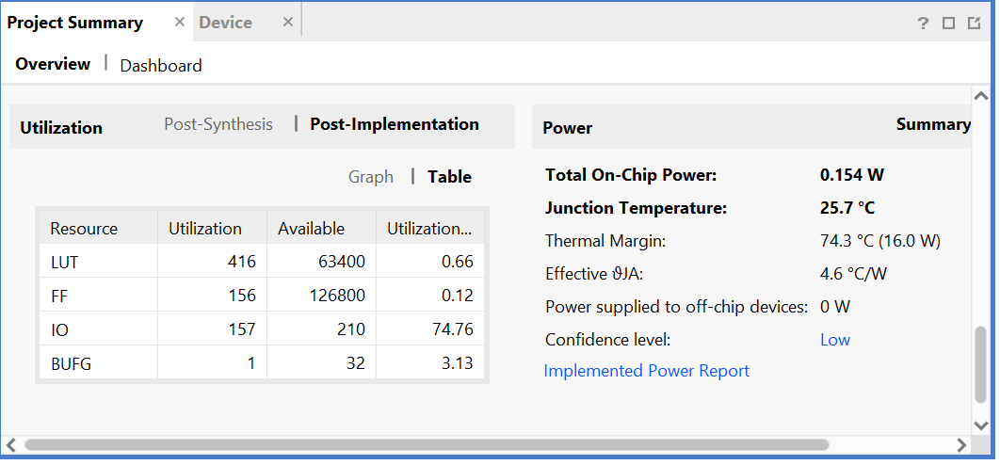 Project Summary × Device × ?
Overview | Dashboard
Utilization Post-Synthesis | Post-Implementation
Graph | Table
Resource Utilization Available Utilization...
LUT 416 63400 0.66
FF 156 126800 0.12
IO 157 210 74.76
BUFG 1 32 3.13
Power Summary
Total On-Chip Power: 0.154 W
Junction Temperature: 25.7 °C
Thermal Margin: 74.3 °C (16.0 W)
Effective ϑJA: 4.6 °C/W
Power supplied to off-chip devices: 0 W
Confidence level: Low
Implemented Power Report